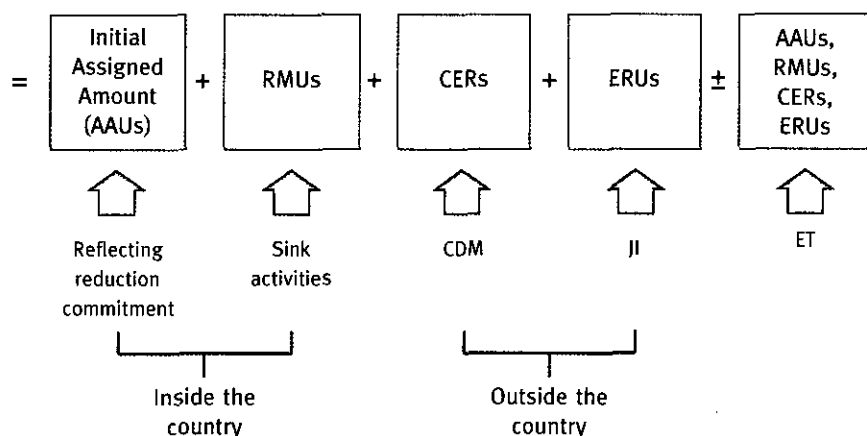 =
Initial
Assigned
Amount
(AAUs)
+
RMUs
+
CERs
+
ERUs
±
AAUs,
RMUs,
CERs,
ERUs
Reflecting
reduction
commitment
Sink
activities
CDM
JI
ET
Inside the
country
Outside the
country